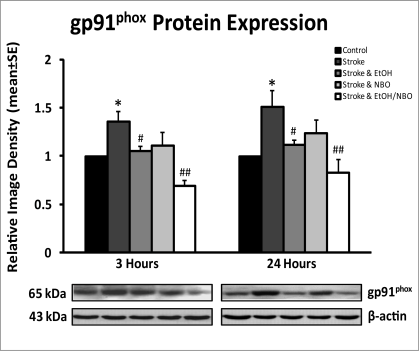 gp91phox Protein Expression
Control
Stroke
Stroke & EtOH
Stroke & NBO
Stroke & EtOH/NBO
Relative Image Density (mean±SE)
2
1.5
1
0.5
0
*
#
##
*
#
##
3 Hours
24 Hours
65 kDa
gp91phox
43 kDa
β-actin